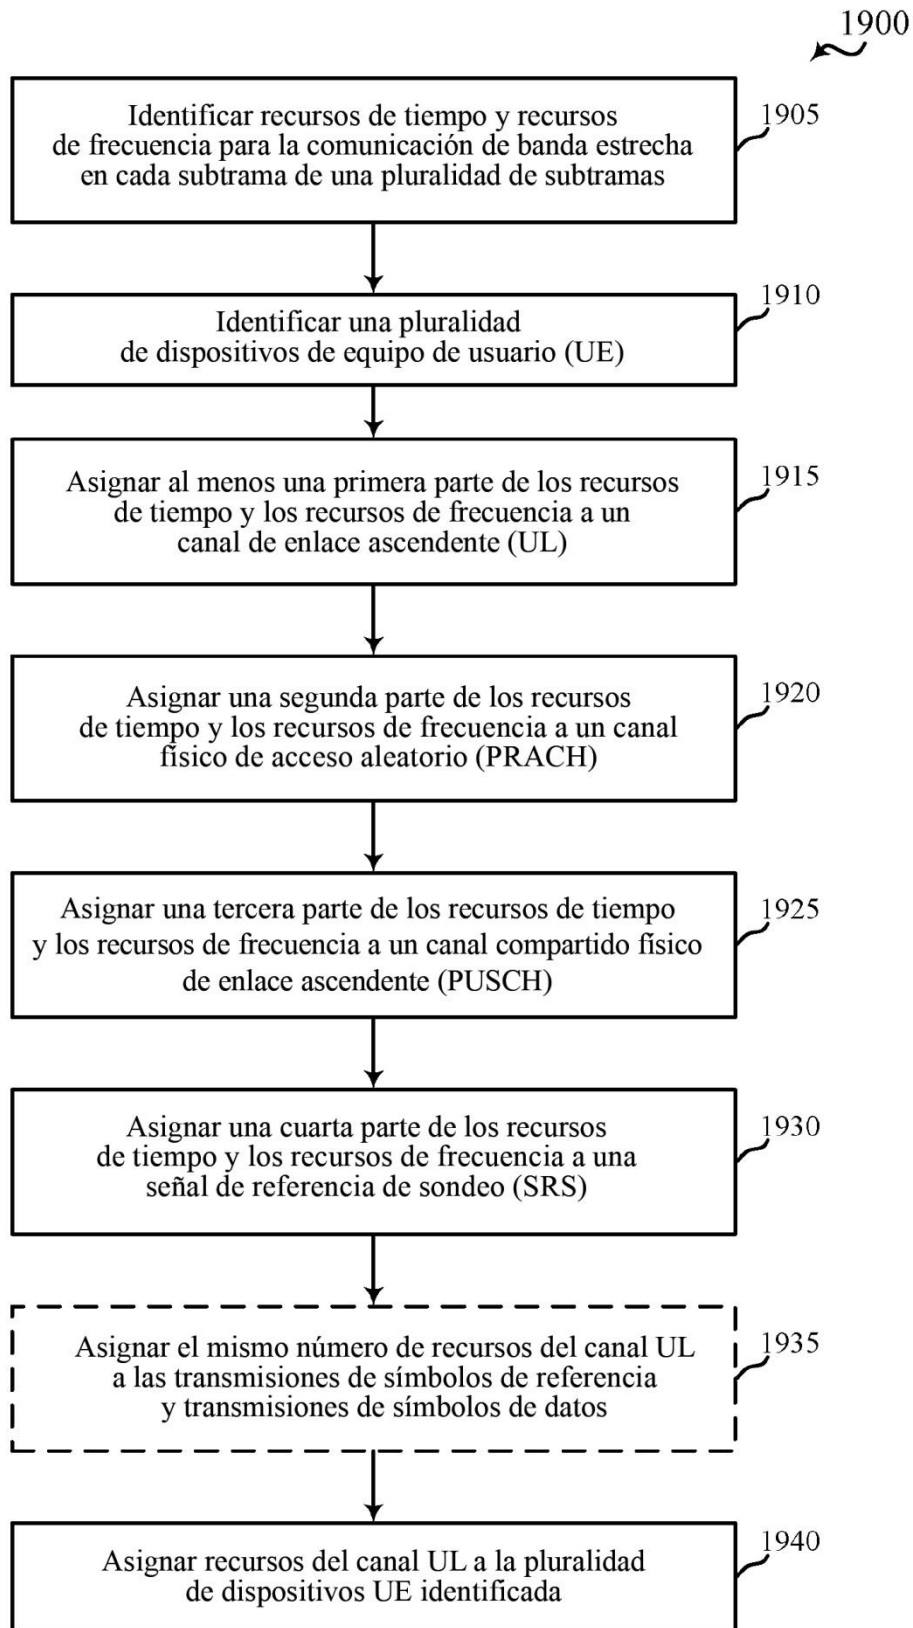 1900
Identificar recursos de tiempo y recursos
de frecuencia para la comunicación de banda estrecha
en cada subtrama de una pluralidad de subtramas
1905
Identificar una pluralidad
de dispositivos de equipo de usuario (UE)
1910
Asignar al menos una primera parte de los recursos
de tiempo y los recursos de frecuencia a un
canal de enlace ascendente (UL)
1915
Asignar una segunda parte de los recursos
de tiempo y los recursos de frecuencia a un canal
físico de acceso aleatorio (PRACH)
1920
Asignar una tercera parte de los recursos de tiempo
y los recursos de frecuencia a un canal compartido físico
de enlace ascendente (PUSCH)
1925
Asignar una cuarta parte de los recursos
de tiempo y los recursos de frecuencia a una
señal de referencia de sondeo (SRS)
1930
Asignar el mismo número de recursos del canal UL
a las transmisiones de símbolos de referencia
y transmisiones de símbolos de datos
1935
Asignar recursos del canal UL a la pluralidad
de dispositivos UE identificada
1940